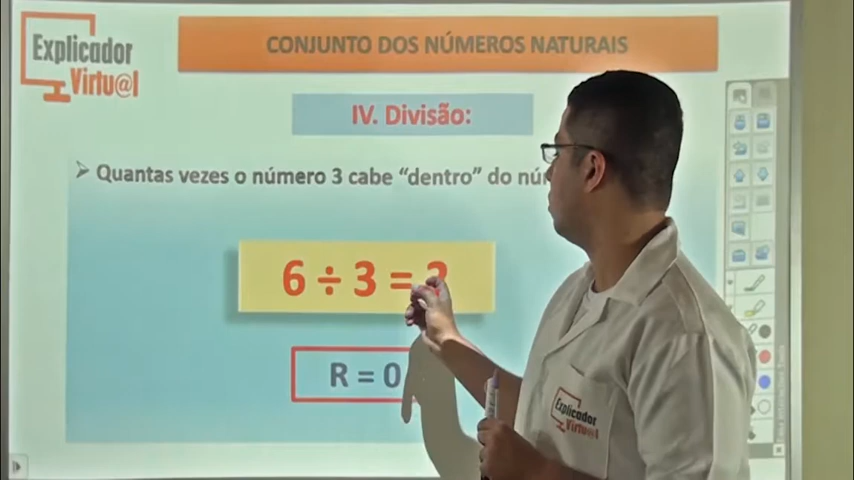 Explicador
Virtu@l
CONJUNTO DOS NÚMEROS NATURAIS
IV. Divisão:
Quantas vezes o número 3 cabe “dentro” do
6 ÷ 3 =
R = 0
Explicador
Virtu@l